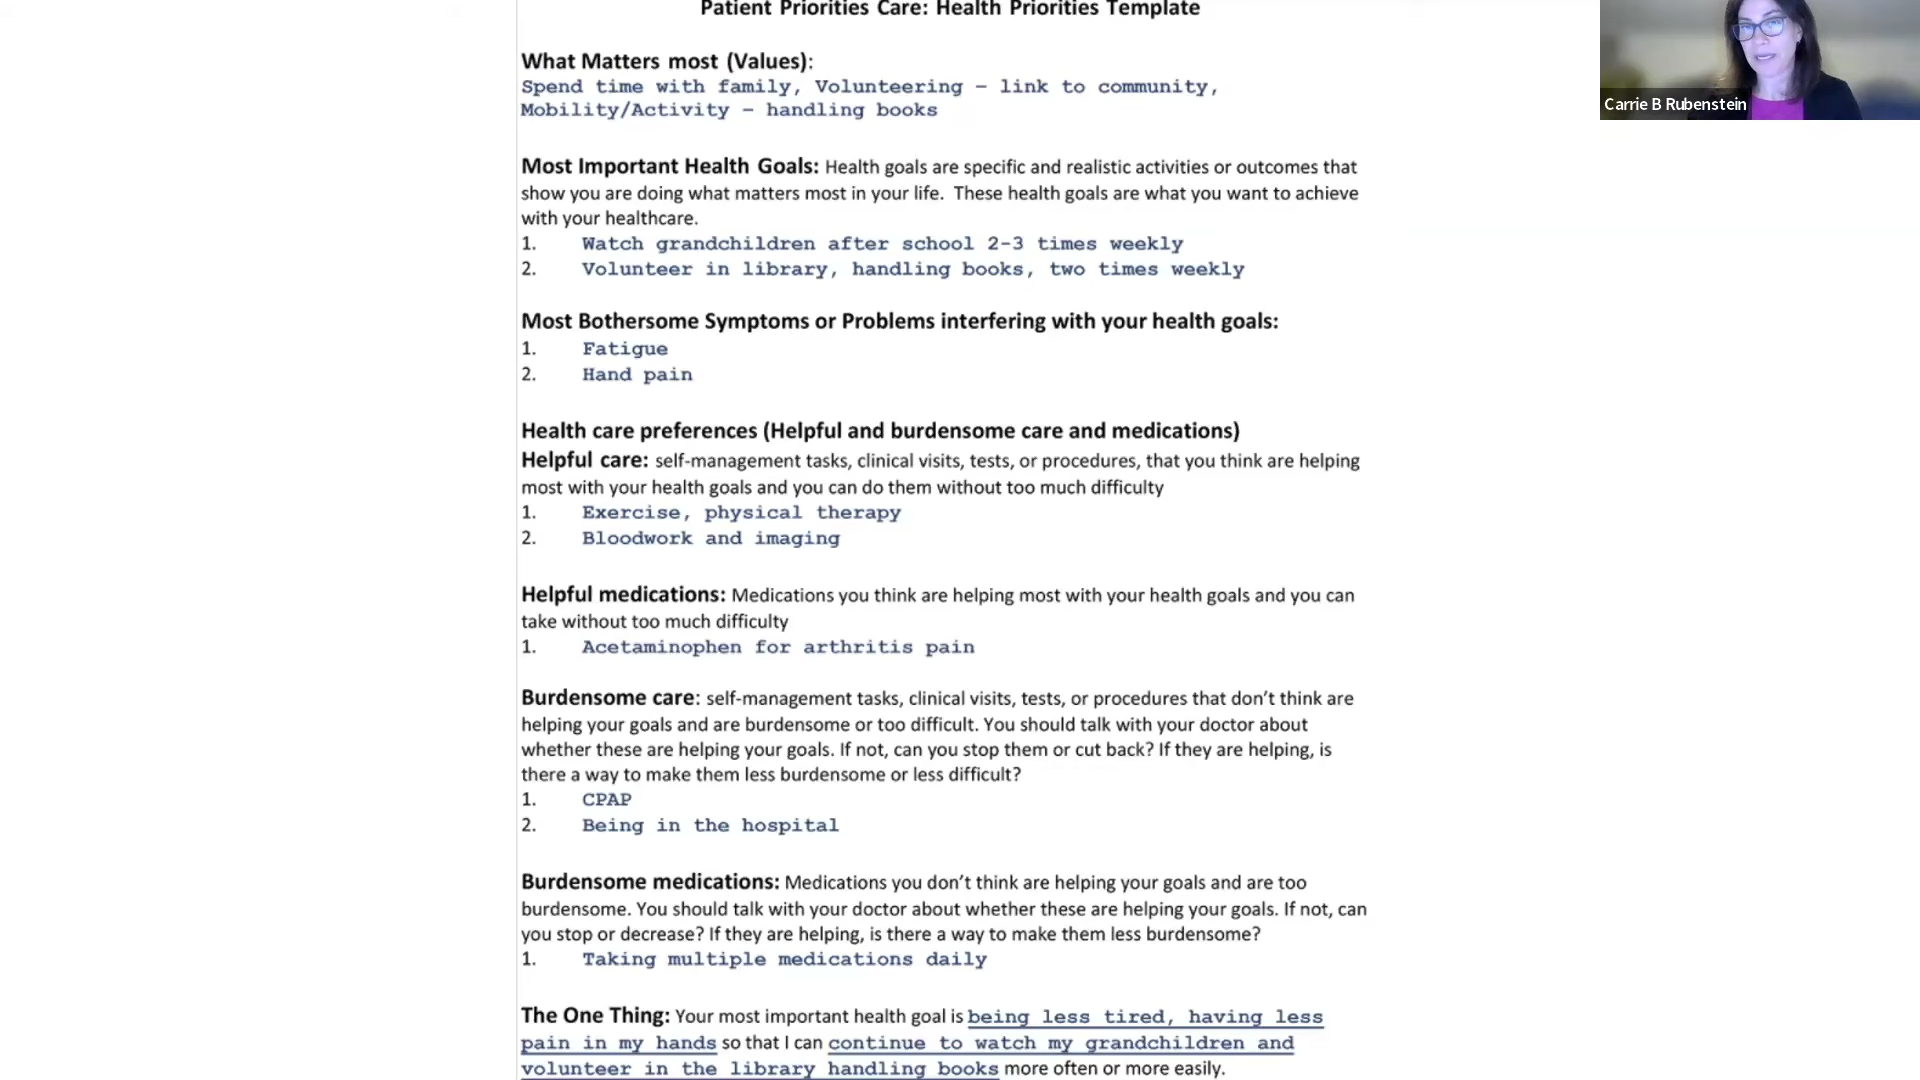 Patient Priorities Care: Health Priorities Template
Carrie B Rubenstein
What Matters most (Values):
Spend time with family, Volunteering – link to community,
Mobility/Activity – handling books
Most Important Health Goals: Health goals are specific and realistic activities or outcomes that
show you are doing what matters most in your life.  These health goals are what you want to achieve
with your healthcare.
1. Watch grandchildren after school 2-3 times weekly
2. Volunteer in library, handling books, two times weekly
Most Bothersome Symptoms or Problems interfering with your health goals:
1. Fatigue
2. Hand pain
Health care preferences (Helpful and burdensome care and medications)
Helpful care: self-management tasks, clinical visits, tests, or procedures, that you think are helping
most with your health goals and you can do them without too much difficulty
1. Exercise, physical therapy
2. Bloodwork and imaging
Helpful medications: Medications you think are helping most with your health goals and you can
take without too much difficulty
1. Acetaminophen for arthritis pain
Burdensome care: self-management tasks, clinical visits, tests, or procedures that don’t think are
helping your goals and are burdensome or too difficult. You should talk with your doctor about
whether these are helping your goals. If not, can you stop them or cut back? If they are helping, is
there a way to make them less burdensome or less difficult?
1. CPAP
2. Being in the hospital
Burdensome medications: Medications you don’t think are helping your goals and are too
burdensome. You should talk with your doctor about whether these are helping your goals. If not, can
you stop or decrease? If they are helping, is there a way to make them less burdensome?
1. Taking multiple medications daily
The One Thing: Your most important health goal is being less tired, having less
pain in my hands so that I can continue to watch my grandchildren and
volunteer in the library handling books more often or more easily.